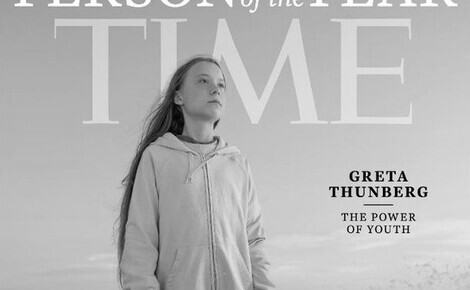 PERSON of the YEAR
TIME
GRETA
THUNBERG
THE POWER
OF YOUTH